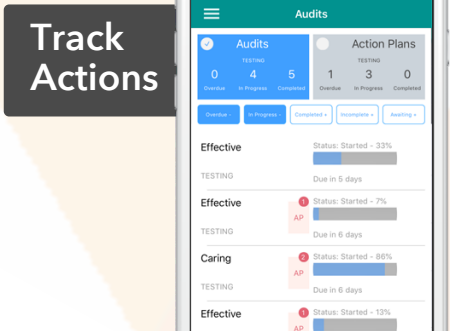 Track
Actions
Audits
Audits
TESTING
0 4 5
Overdue In Progress Completed
Action Plans
TESTING
1 3 0
Overdue In Progress Completed
Overdue - In Progress - Completed + Incomplete + Awaiting +
Effective Status: Started - 33%
TESTING Due in 5 days
Effective 1 Status: Started - 7%
AP
TESTING Due in 6 days
Caring 2 Status: Started - 86%
AP
TESTING Due in 6 days
Effective 1 Status: Started - 13%
AP